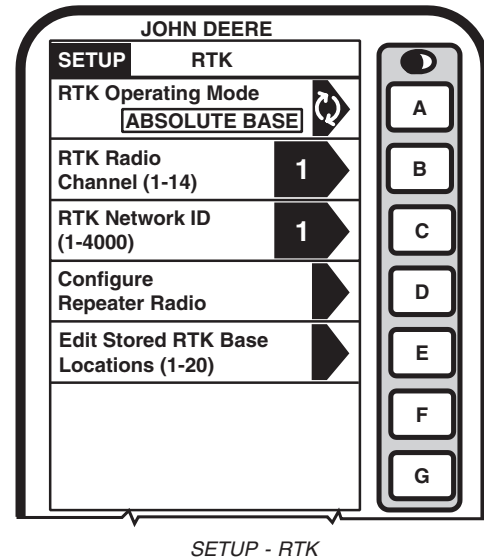 JOHN DEERE
SETUP RTK
RTK Operating Mode
ABSOLUTE BASE
RTK Radio
Channel (1-14)
1
RTK Network ID
(1-4000)
1
Configure
Repeater Radio
Edit Stored RTK Base
Locations (1-20)
A
B
C
D
E
F
G
SETUP - RTK